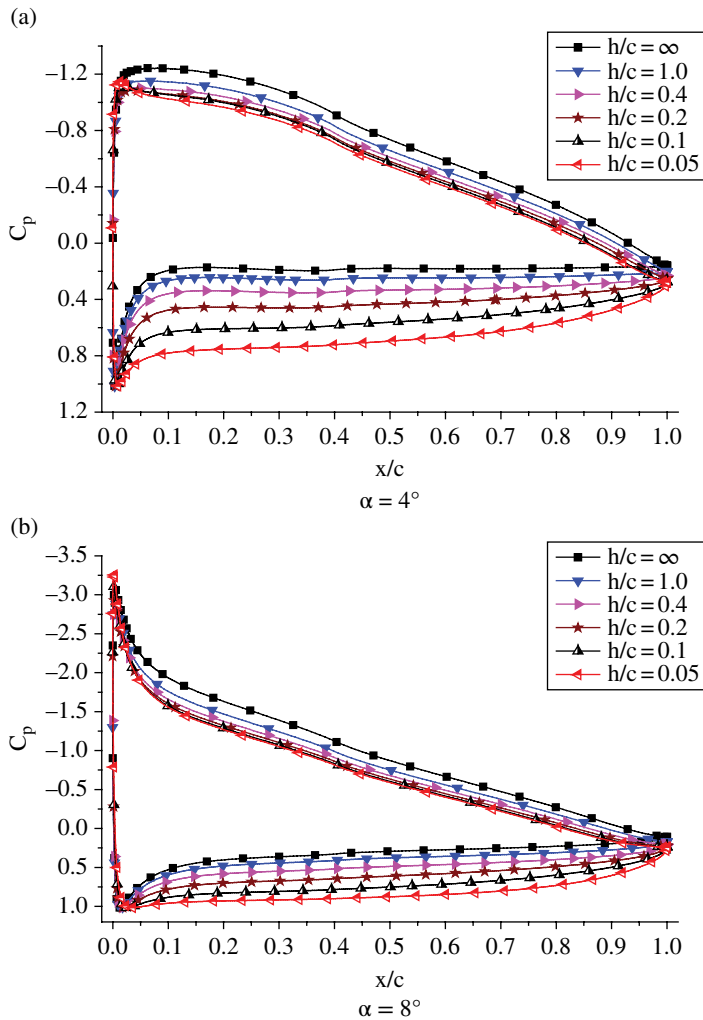 (a)
–1.2
–0.8
–0.4
0.0
0.4
0.8
1.2
C_p
0.0 0.1 0.2 0.3 0.4 0.5 0.6 0.7 0.8 0.9 1.0
x/c
h/c = ∞
h/c = 1.0
h/c = 0.4
h/c = 0.2
h/c = 0.1
h/c = 0.05
α = 4°
(b)
–3.5
–3.0
–2.5
–2.0
–1.5
–1.0
–0.5
0.0
0.5
1.0
C_p
0.0 0.1 0.2 0.3 0.4 0.5 0.6 0.7 0.8 0.9 1.0
x/c
h/c = ∞
h/c = 1.0
h/c = 0.4
h/c = 0.2
h/c = 0.1
h/c = 0.05
α = 8°